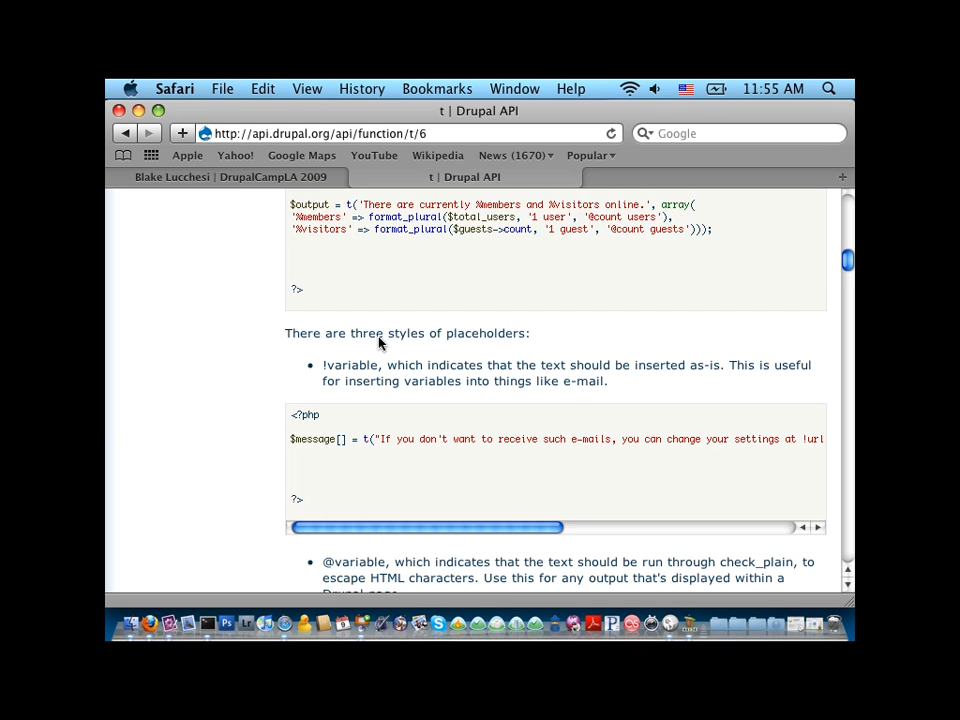 Safari File Edit View History Bookmarks Window Help 11:55 AM
t | Drupal API
http://api.drupal.org/api/function/t/6 Google
Apple Yahoo! Google Maps YouTube Wikipedia News (1670) Popular
Blake Lucchesi | DrupalCampLA 2009 t | Drupal API
$output = t('There are currently %members and %visitors online.', array(
'%members' => format_plural($total_users, '1 user', '@count users'),
'%visitors' => format_plural($guests->count, '1 guest', '@count guests')));
?>
There are three styles of placeholders:
• !variable, which indicates that the text should be inserted as-is. This is useful
for inserting variables into things like e-mail.
<?php
$message[] = t("If you don't want to receive such e-mails, you can change your settings at !url
?>
• @variable, which indicates that the text should be run through check_plain, to
escape HTML characters. Use this for any output that's displayed within a
Drupal page.
Ps Lr